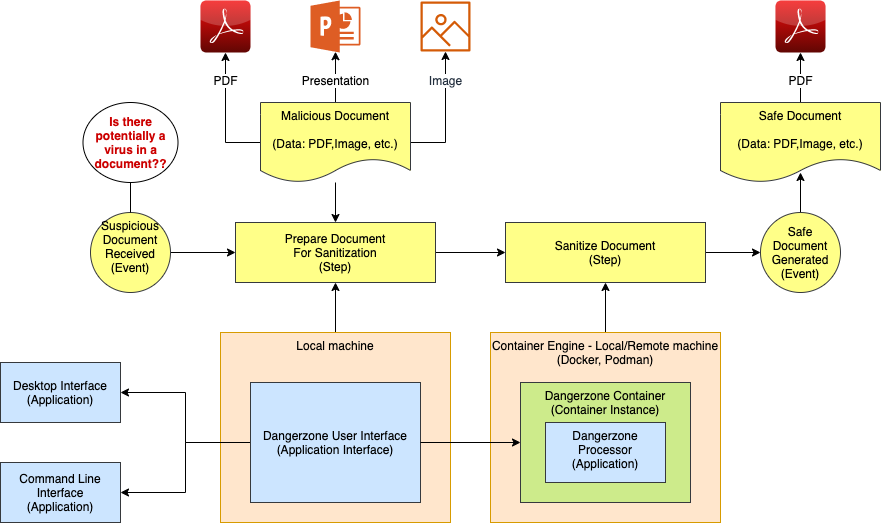 P
PDF
Presentation
Image
PDF
Malicious Document
(Data: PDF,Image, etc.)
Safe Document
(Data: PDF,Image, etc.)
Is there
potentially a
virus in a
document??
Suspicious
Document
Received
(Event)
Prepare Document
For Sanitization
(Step)
Sanitize Document
(Step)
Safe
Document
Generated
(Event)
Local machine
Container Engine - Local/Remote machine
(Docker, Podman)
Desktop Interface
(Application)
Dangerzone User Interface
(Application Interface)
Dangerzone Container
(Container Instance)
Dangerzone
Processor
(Application)
Command Line
Interface
(Application)